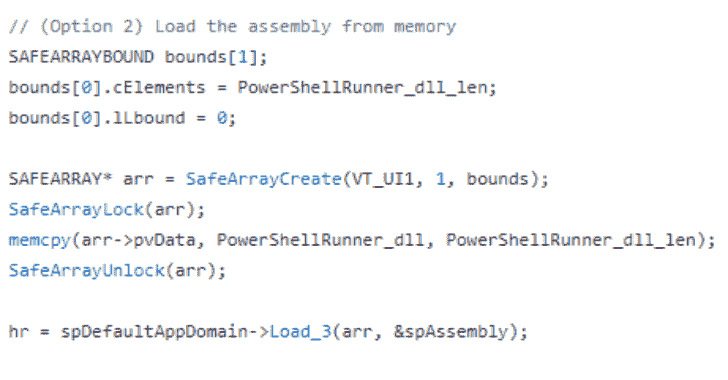 // (Option 2) Load the assembly from memory
SAFEARRAYBOUND bounds[1];
bounds[0].cElements = PowerShellRunner_dll_len;
bounds[0].lLbound = 0;
SAFEARRAY* arr = SafeArrayCreate(VT_UI1, 1, bounds);
SafeArrayLock(arr);
memcpy(arr->pvData, PowerShellRunner_dll, PowerShellRunner_dll_len);
SafeArrayUnlock(arr);
hr = spDefaultAppDomain->Load_3(arr, &spAssembly);